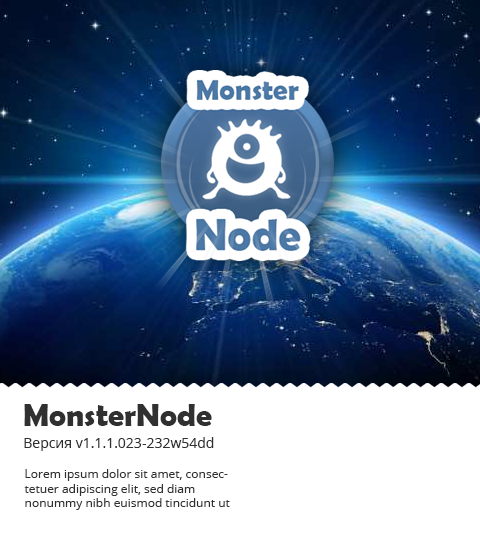 Monster
Node
MonsterNode
Версия v1.1.1.023-232w54dd
Lorem ipsum dolor sit amet, consec-
tetuer adipiscing elit, sed diam
nonummy nibh euismod tincidunt ut